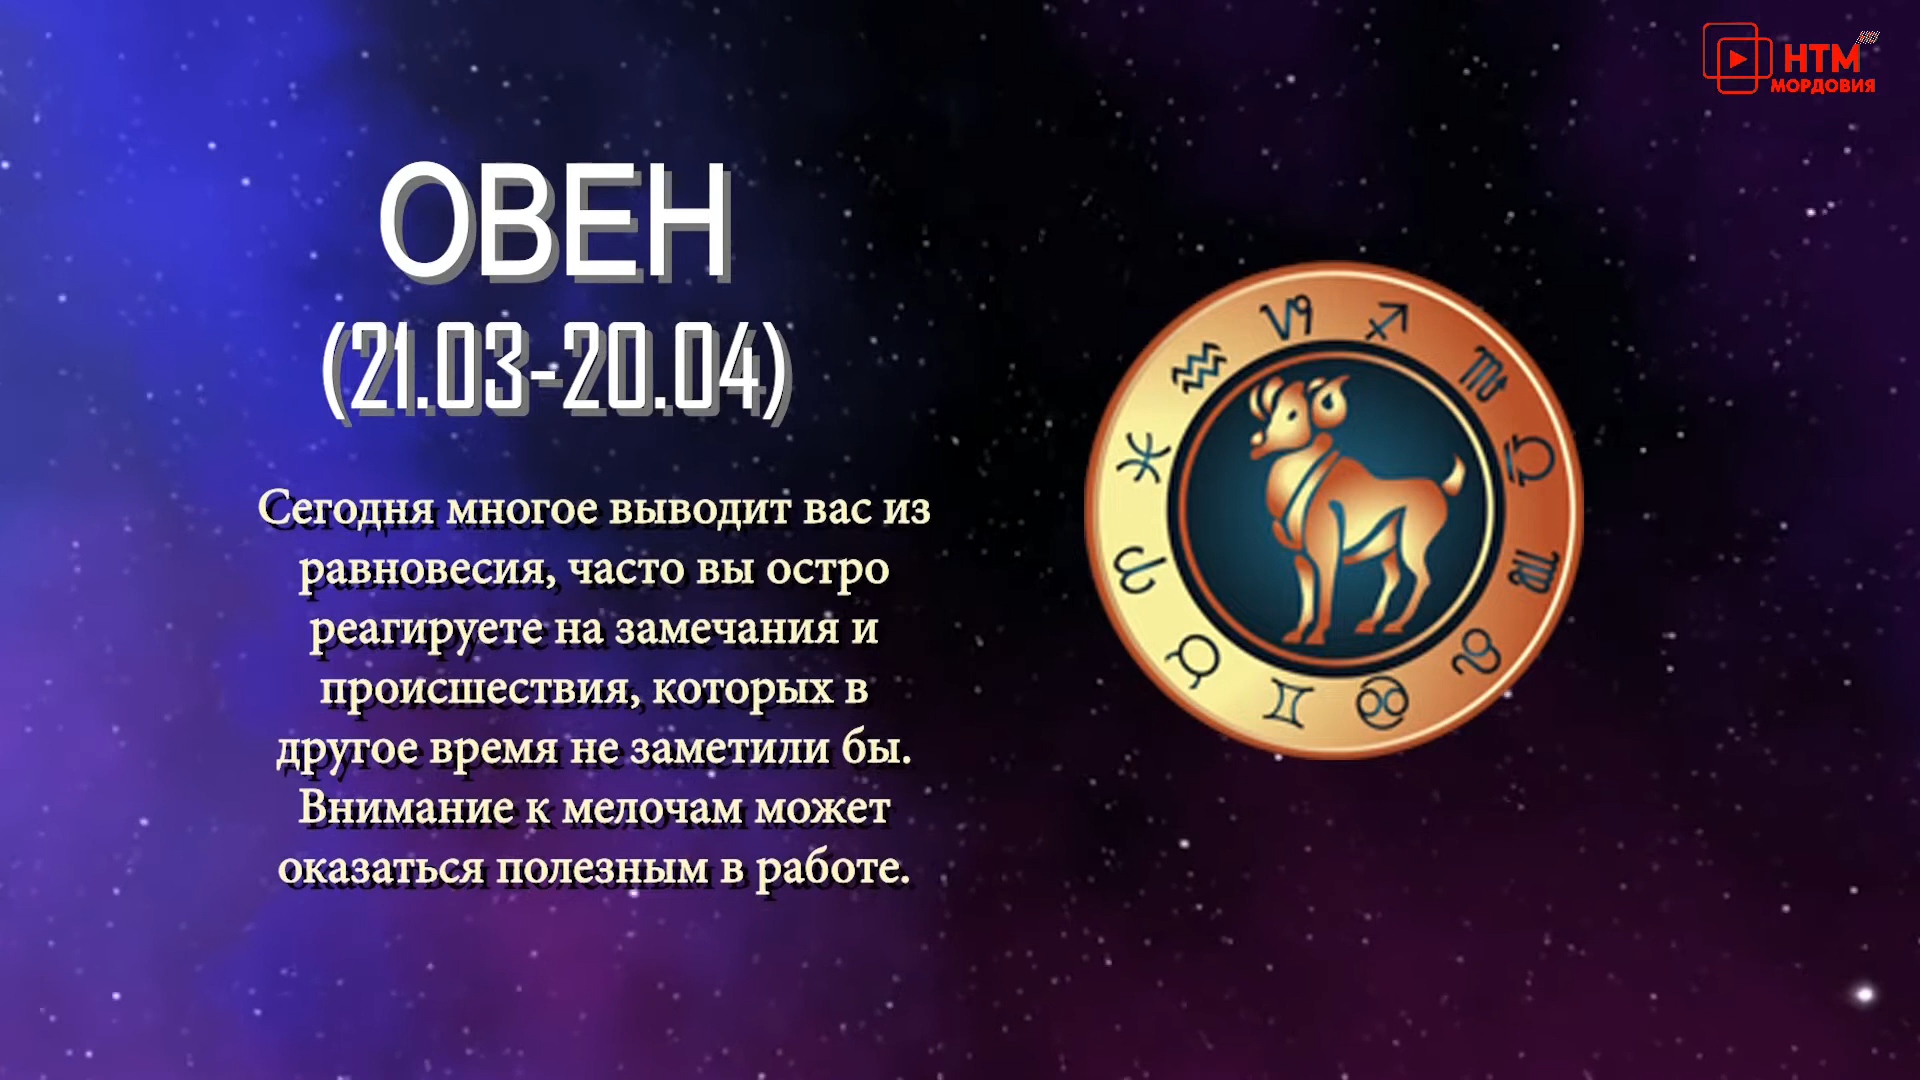 НТМ
МОРДОВИЯ
ОВЕН
(21.03-20.04)
Сегодня многое выводит вас из
равновесия, часто вы остро
реагируете на замечания и
происшествия, которых в
другое время не заметили бы.
Внимание к мелочам может
оказаться полезным в работе.